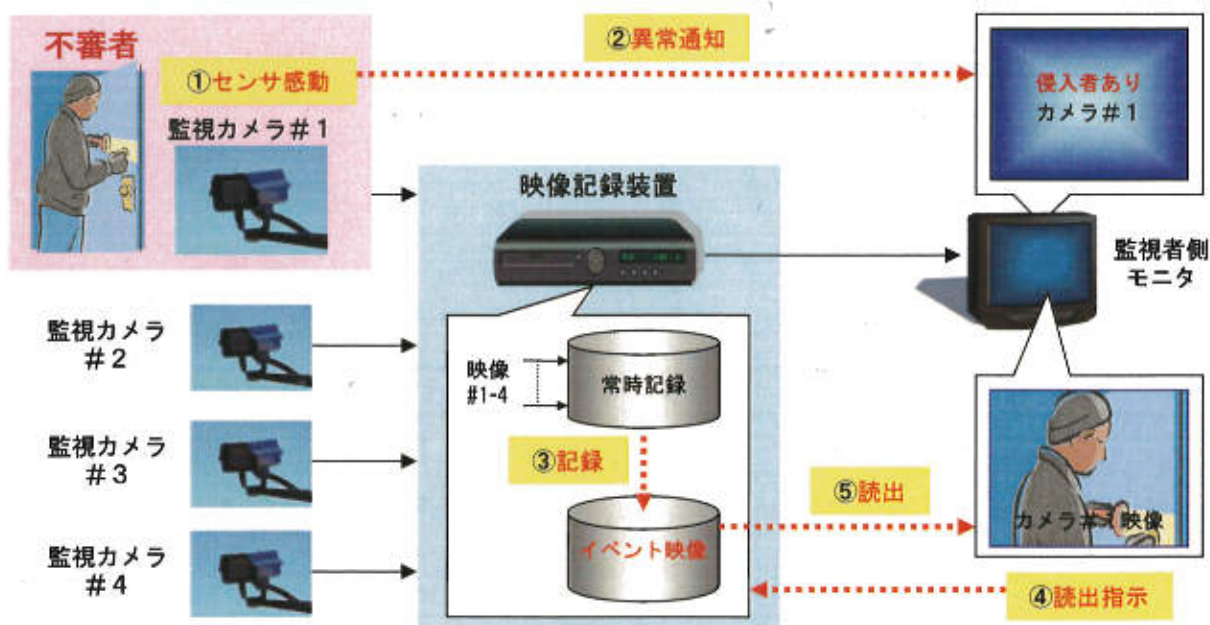 不審者
①センサ感動
②異常通知
侵入者あり
カメラ#1
監視カメラ#1
映像記録装置
監視者側
モニタ
監視カメラ
#2
映像
#1-4
常時記録
監視カメラ
#3
③記録
⑤読出
カメラ#1映像
イベント映像
監視カメラ
#4
④読出指示